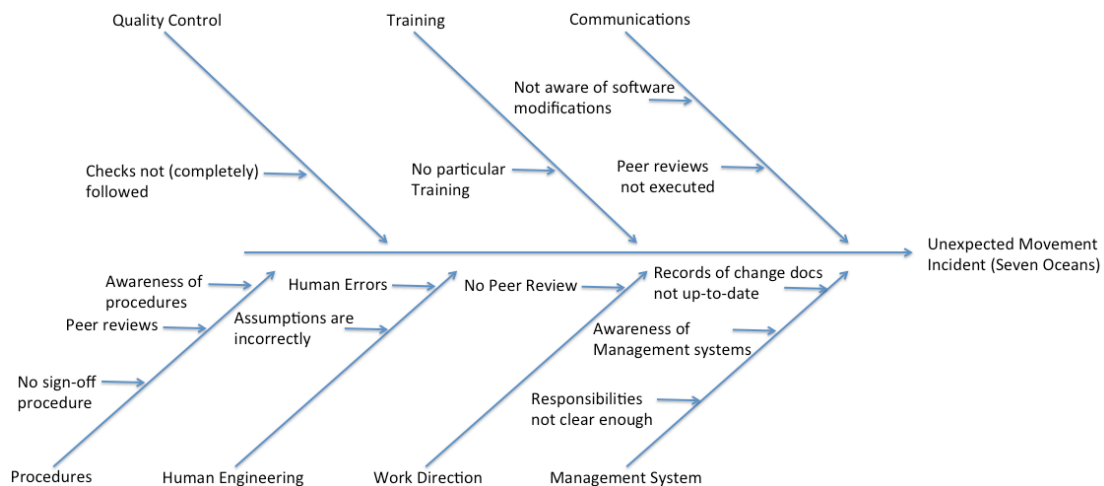 Quality Control
Training
Communications
Not aware of software
modifications
Checks not (completely)
followed
No particular
Training
Peer reviews
not executed
Unexpected Movement
Incident (Seven Oceans)
Awareness of
procedures
Peer reviews
No sign-off
procedure
Human Errors
Assumptions are
incorrectly
No Peer Review
Records of change docs
not up-to-date
Awareness of
Management systems
Responsibilities
not clear enough
Procedures
Human Engineering
Work Direction
Management System